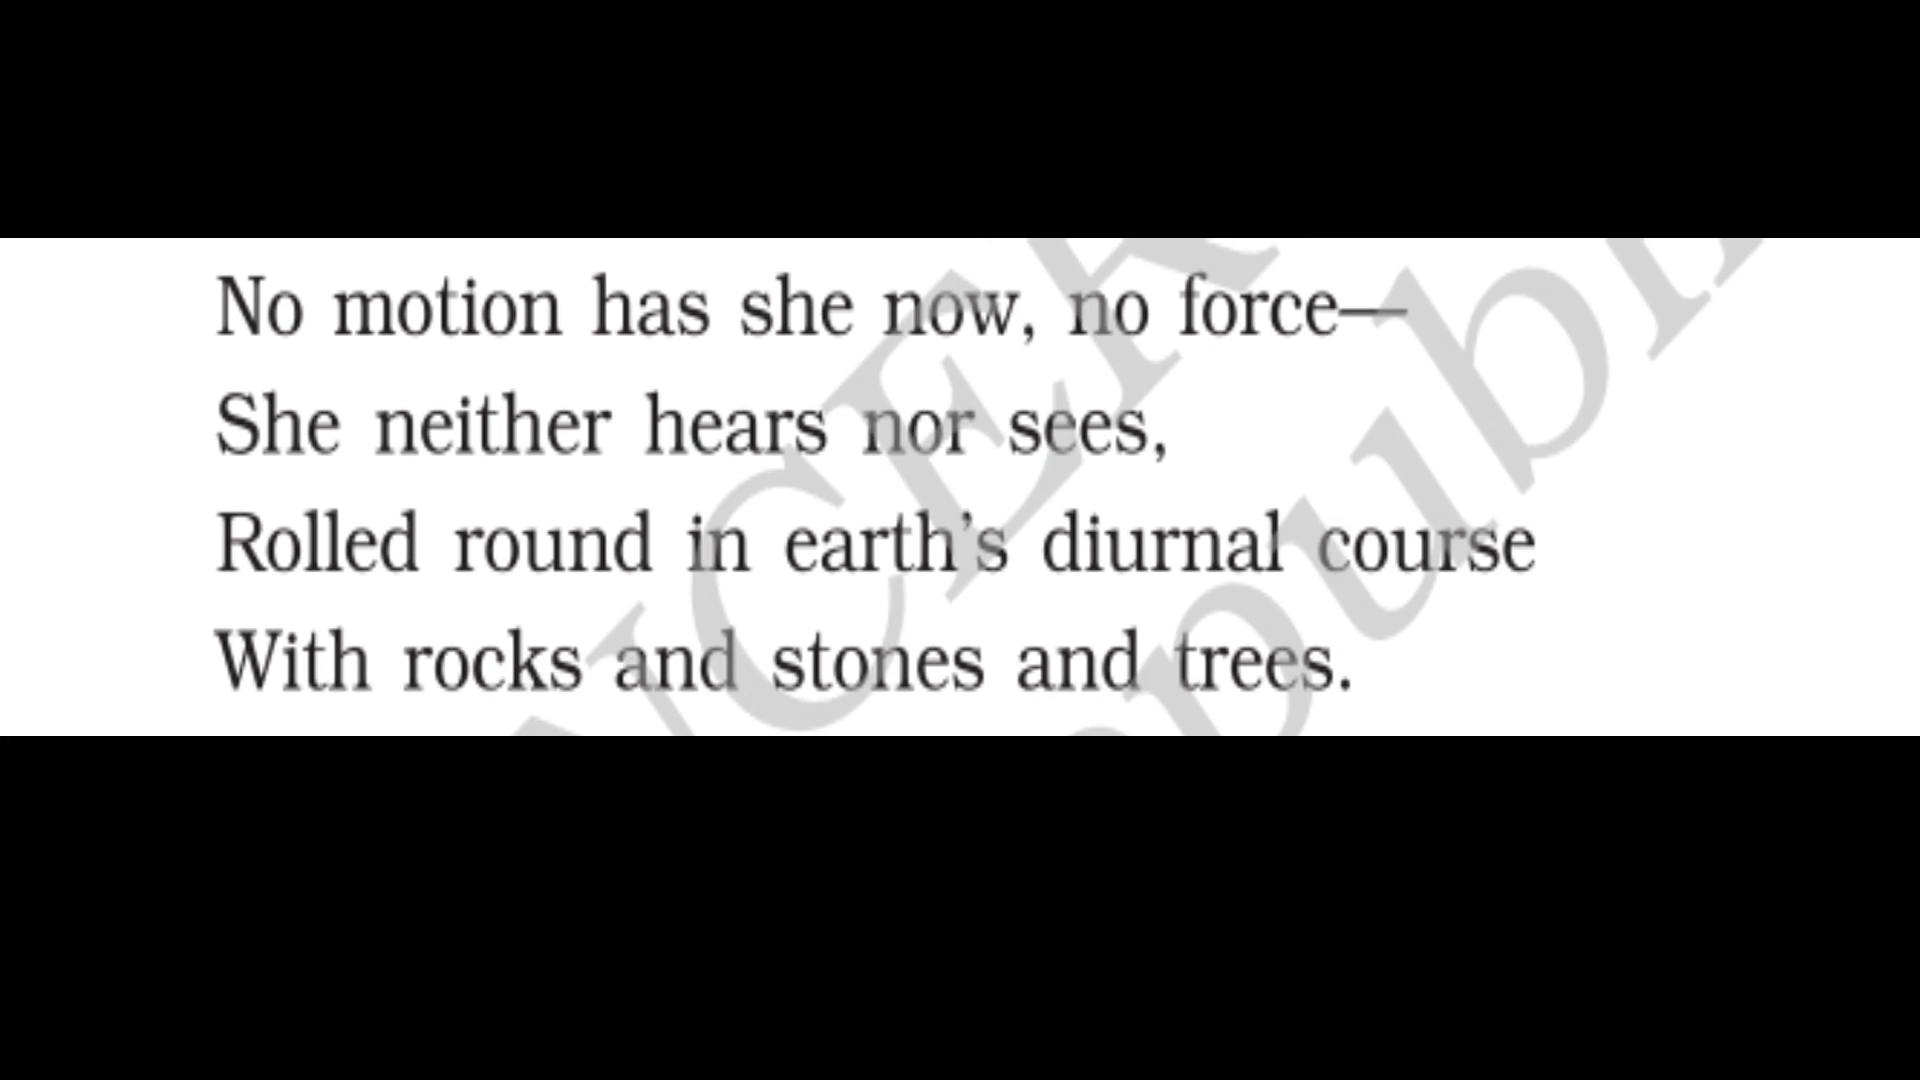 No motion has she now, no force—
She neither hears nor sees,
Rolled round in earth’s diurnal course
With rocks and stones and trees.